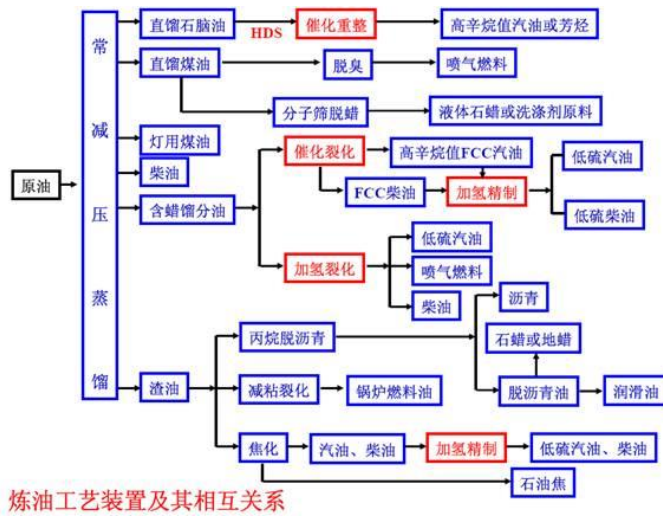 原油
常减压蒸馏
直馏石脑油
HDS
催化重整
高辛烷值汽油或芳烃
直馏煤油
脱臭
喷气燃料
分子筛脱蜡
液体石蜡或洗涤剂原料
灯用煤油
柴油
含蜡馏分油
催化裂化
高辛烷值FCC汽油
FCC柴油
加氢精制
低硫汽油
低硫柴油
加氢裂化
低硫汽油
喷气燃料
柴油
渣油
丙烷脱沥青
沥青
石蜡或地蜡
脱沥青油
润滑油
减粘裂化
锅炉燃料油
焦化
汽油、柴油
加氢精制
低硫汽油、柴油
石油焦
炼油工艺装置及其相互关系